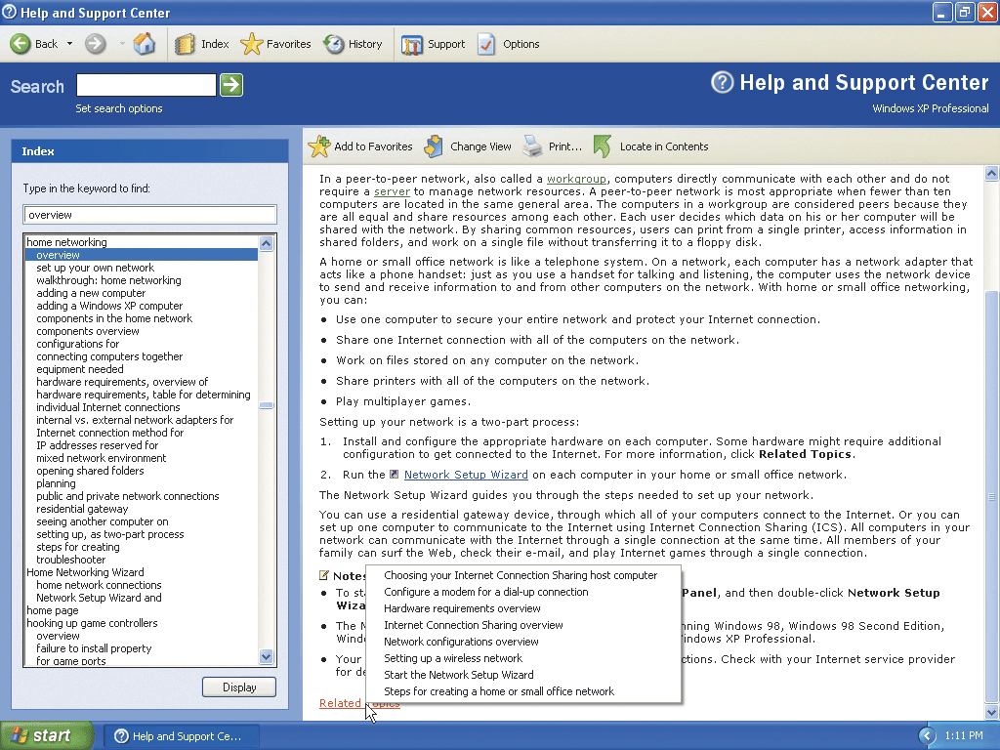 Help and Support Center
Back
Index
Favorites
History
Support
Options
Search
Set search options
Help and Support Center
Windows XP Professional
Index
Type in the keyword to find:
overview
home networking
overview
set up your own network
walkthrough: home networking
adding a new computer
adding a Windows XP computer
components in the home network
components overview
configurations for
connecting computers together
equipment needed
hardware requirements, overview of
hardware requirements, table for determining
individual Internet connections
internal vs. external network adapters for
Internet connection method for
IP addresses reserved for
mixed network environment
opening shared folders
planning
public and private network connections
residential gateway
seeing another computer on
setting up, as two-part process
steps for creating
troubleshooter
Home Networking Wizard
home network connections
Network Setup Wizard and
home page
hooking up game controllers
overview
failure to install property
for game ports
Display
Add to Favorites
Change View
Print...
Locate in Contents
In a peer-to-peer network, also called a workgroup, computers directly communicate with each other and do not
require a server to manage network resources. A peer-to-peer network is most appropriate when fewer than ten
computers are located in the same general area. The computers in a workgroup are considered peers because they
are all equal and share resources among each other. Each user decides which data on his or her computer will be
shared with the network. By sharing common resources, users can print from a single printer, access information in
shared folders, and work on a single file without transferring it to a floppy disk.
A home or small office network is like a telephone system. On a network, each computer has a network adapter that
acts like a phone handset: just as you use a handset for talking and listening, the computer uses the network device
to send and receive information to and from other computers on the network. With home or small office networking,
you can:
• Use one computer to secure your entire network and protect your Internet connection.
• Share one Internet connection with all of the computers on the network.
• Work on files stored on any computer on the network.
• Share printers with all of the computers on the network.
• Play multiplayer games.
Setting up your network is a two-part process:
1. Install and configure the appropriate hardware on each computer. Some hardware might require additional
configuration to get connected to the Internet. For more information, click Related Topics.
2. Run the Network Setup Wizard on each computer in your home or small office network.
The Network Setup Wizard guides you through the steps needed to set up your network.
You can use a residential gateway device, through which all of your computers connect to the Internet. Or you can
set up one computer to communicate to the Internet using Internet Connection Sharing (ICS). All computers in your
network can communicate with the Internet through a single connection at the same time. All members of your
family can surf the Web, check their e-mail, and play Internet games through a single connection.
Notes
• To sta Panel, and then double-click Network Setup
Wiza
• The N nning Windows 98, Windows 98 Second Edition,
Windo indows XP Professional.
• Your ctions. Check with your Internet service provider
for de
Choosing your Internet Connection Sharing host computer
Configure a modem for a dial-up connection
Hardware requirements overview
Internet Connection Sharing overview
Network configurations overview
Setting up a wireless network
Start the Network Setup Wizard
Steps for creating a home or small office network
Related Topics
start
Help and Support Ce...
1:11 PM